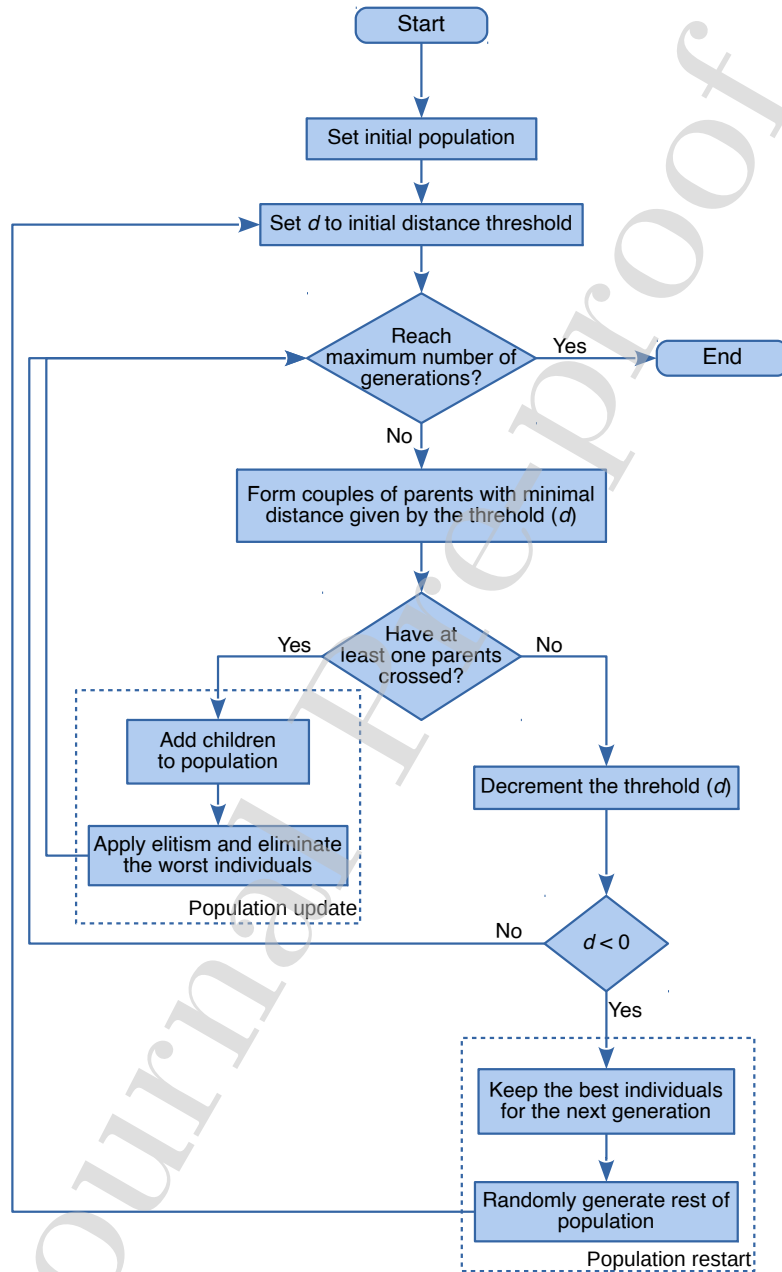 Start
Set initial population
Set d to initial distance threshold
Reach
maximum number of
generations?
Yes
End
No
Form couples of parents with minimal
distance given by the threhold (d)
Have at
least one parents
crossed?
Yes
No
Add children
to population
Decrement the threhold (d)
Apply elitism and eliminate
the worst individuals
Population update
No
d < 0
Yes
Keep the best individuals
for the next generation
Randomly generate rest of
population
Population restart
ournal Pre-proof